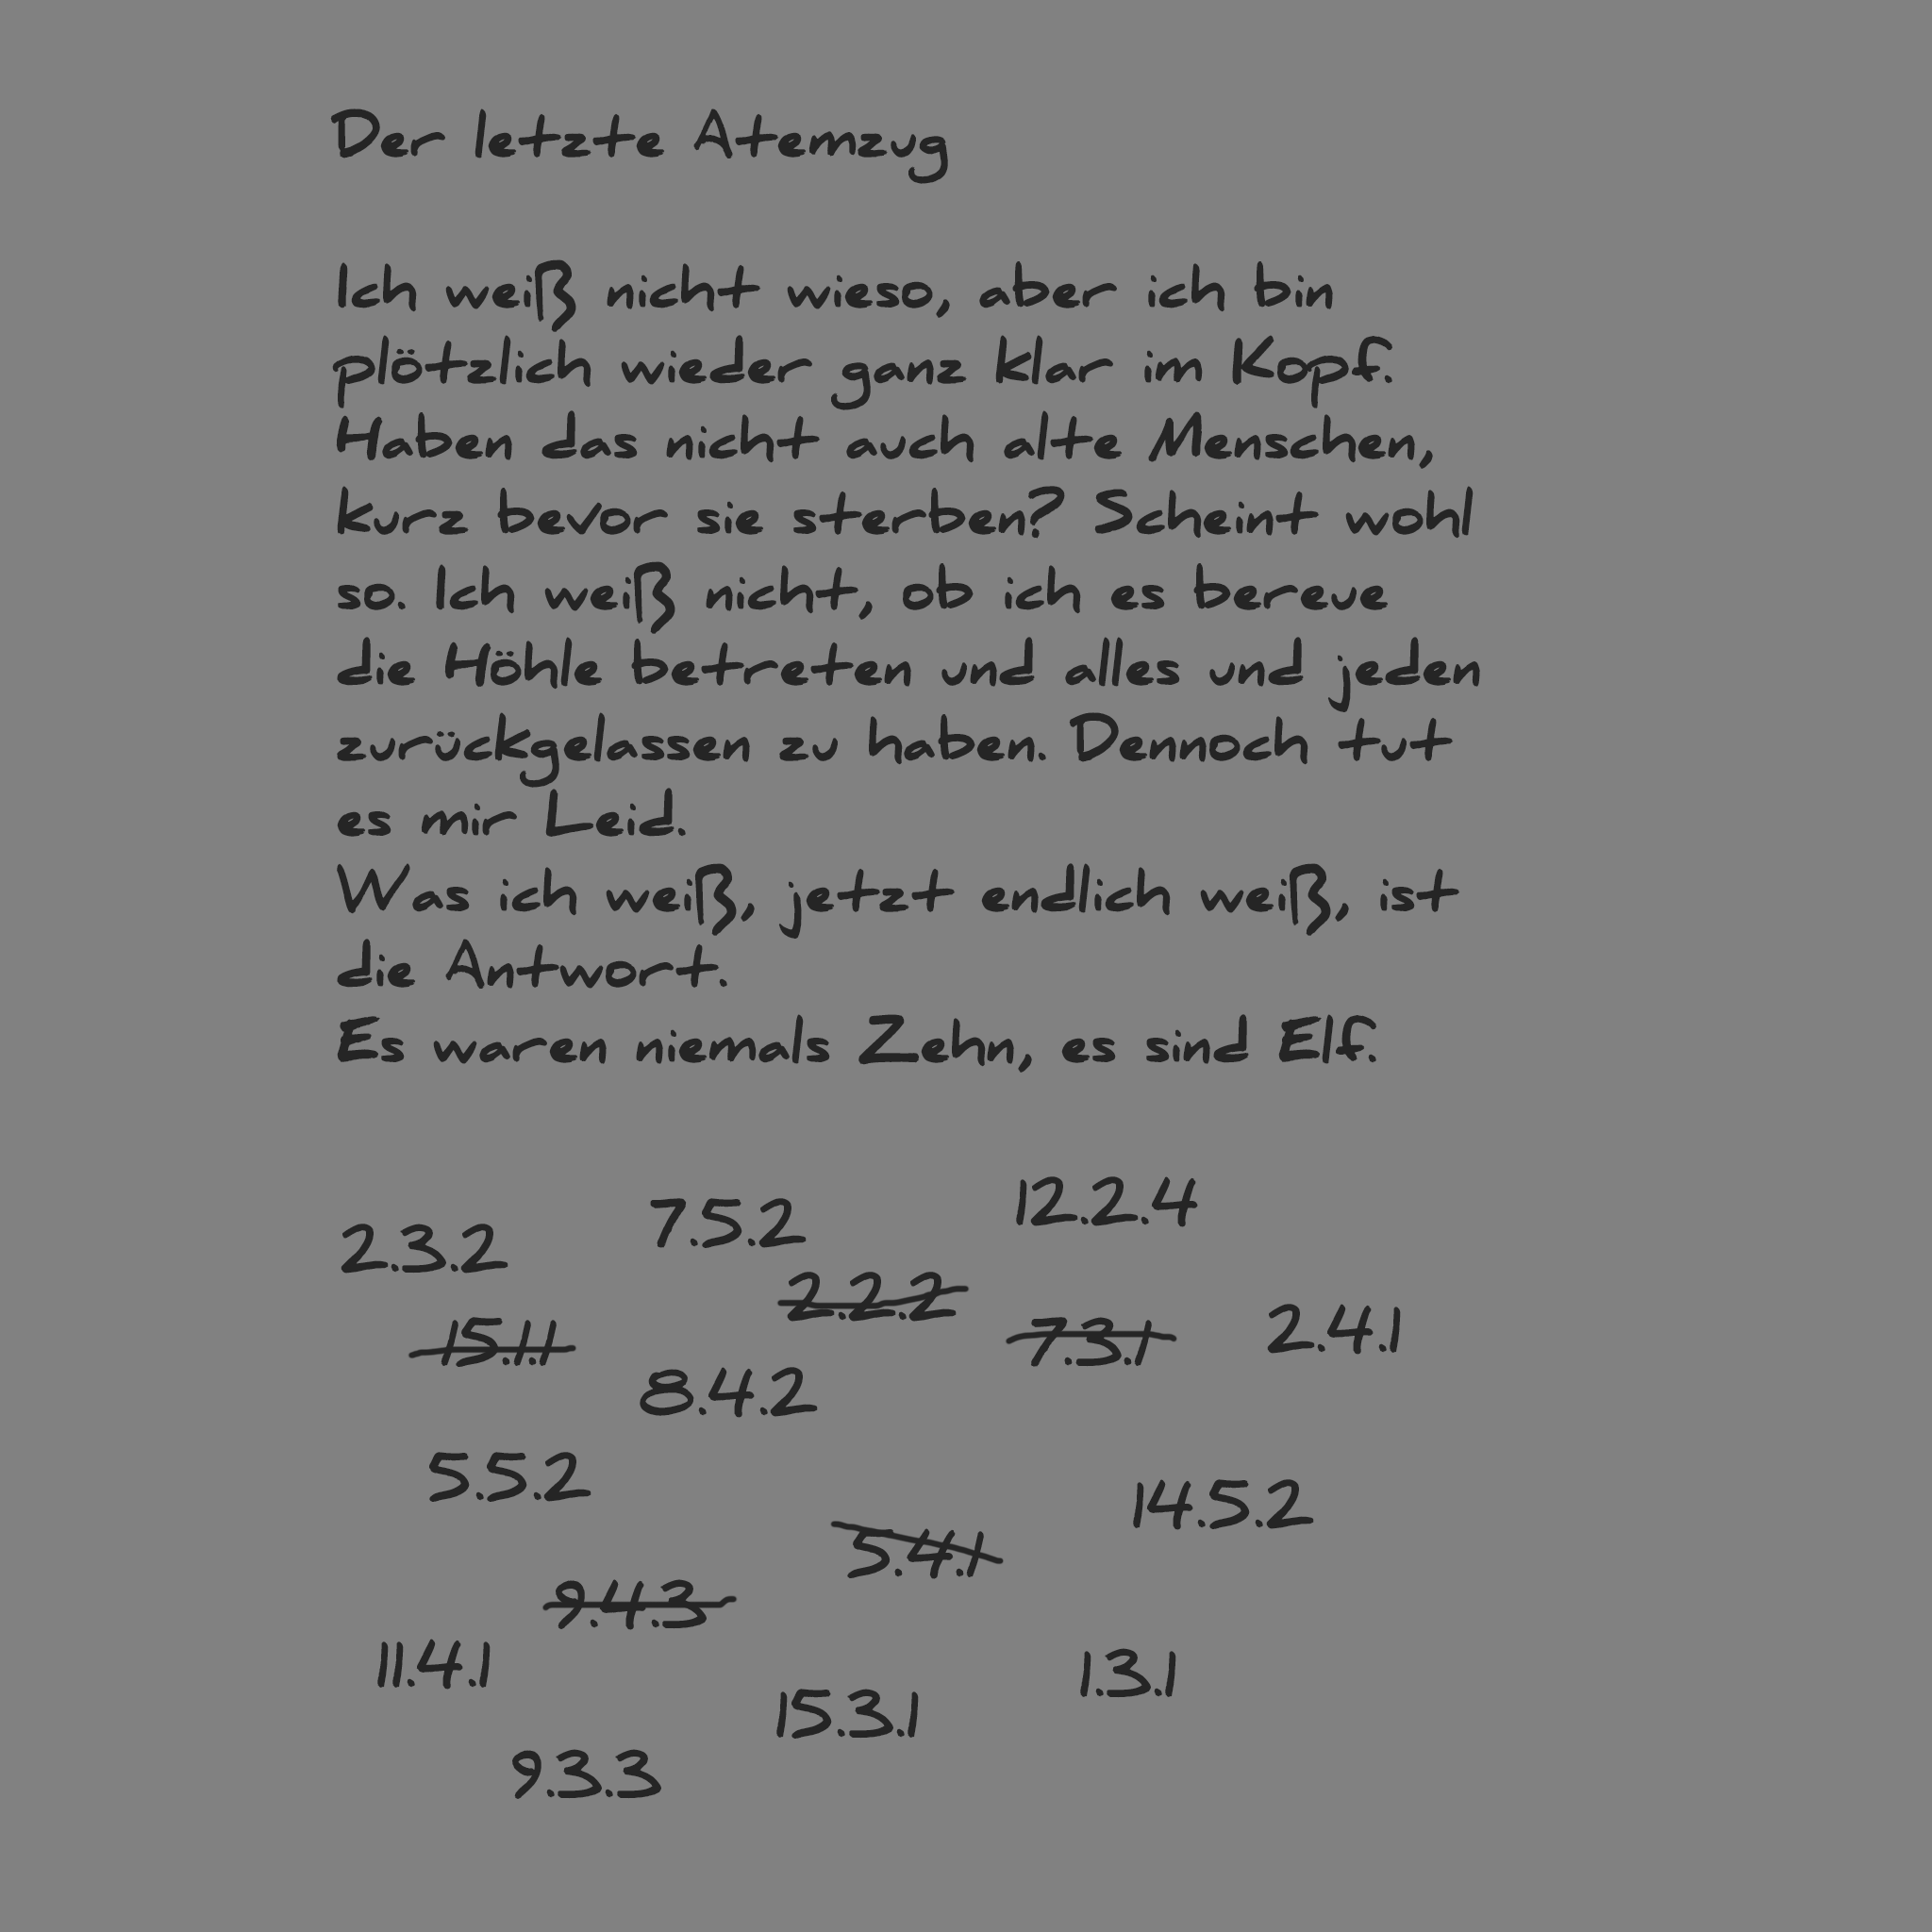 Der letzte Atemzug
Ich weiß nicht wieso, aber ich bin
plötzlich wieder ganz klar im Kopf.
Haben das nicht auch alte Menschen,
kurz bevor sie sterben? Scheint wohl
so. Ich weiß nicht, ob ich es bereue
die Höhle betreten und alles und jeden
zurückgelassen zu haben. Dennoch tut
es mir Leid.
Was ich weiß, jetzt endlich weiß, ist
die Antwort.
Es waren niemals Zehn, es sind Elf.
2.3.2 7.5.2 12.2.4
15.1.1 2.2.2 7.3.1 2.4.1
8.4.2
5.5.2 14.5.2
5.4.1
9.4.3
11.4.1 1.3.1
15.3.1
9.3.3